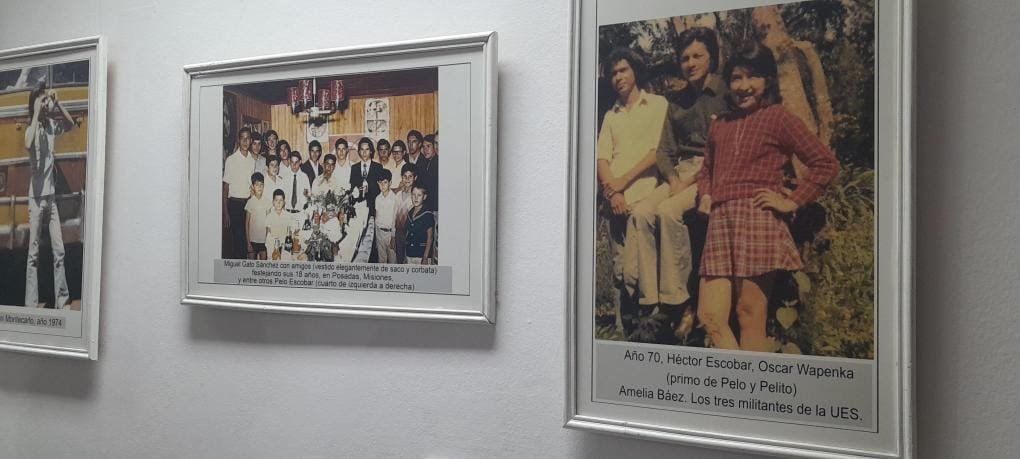 n Montecarlo, año 1974
Miguel Gato Sánchez con amigos (vestido elegantemente de saco y corbata)
festejando sus 18 años, en Posadas, Misiones,
y entre otros Pelo Escobar (cuarto de izquierda a derecha)
Año 70, Héctor Escobar, Oscar Wapenka
(primo de Pelo y Pelito)
Amelia Báez. Los tres militantes de la UES.